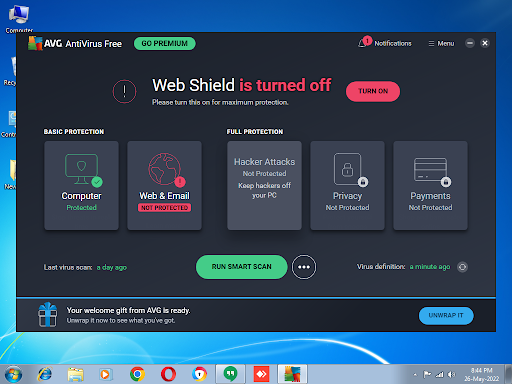 Computer
AVG AntiVirus Free
GO PREMIUM
1
Notifications
Menu
Web Shield is turned off
Please turn this on for maximum protection.
TURN ON
BASIC PROTECTION
FULL PROTECTION
Computer
Protected
Web & Email
NOT PROTECTED
Hacker Attacks
Not Protected
Keep hackers off
your PC
Privacy
Not Protected
Payments
Not Protected
Last virus scan: a day ago
RUN SMART SCAN
Virus definition: a minute ago
Your welcome gift from AVG is ready.
Unwrap it now to see what you've got.
UNWRAP IT
8:44 PM
26-May-2022